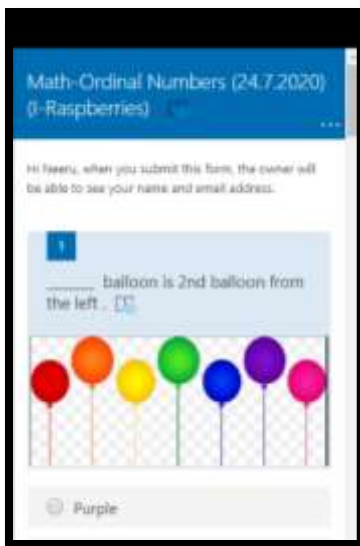 Math-Ordinal Numbers (24.7.2020)
(I-Raspberries)
Hi Neeru, when you submit this form, the owner will
be able to see your name and email address.
1
______ balloon is 2nd balloon from
the left .
Purple